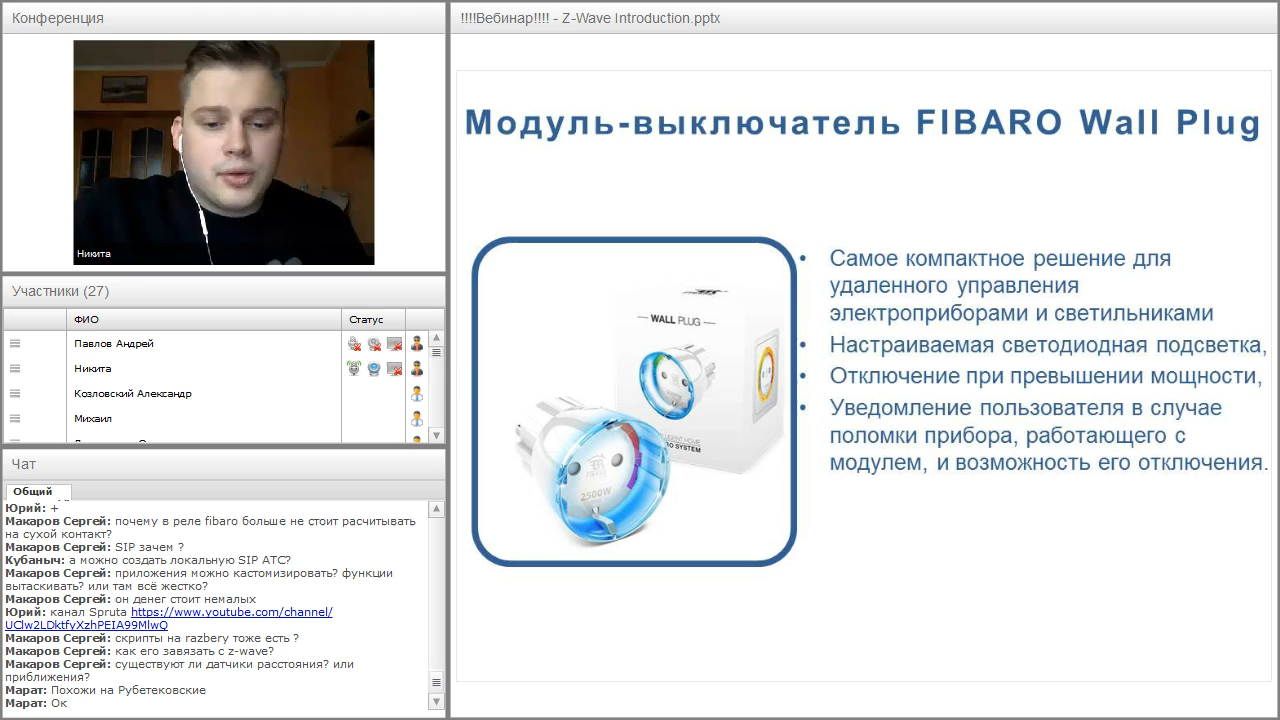 Конференция
Никита
Участники (27)
ФИО
Статус
Павлов Андрей
Никита
Козловский Александр
Михаил
Чат
Общий
Юрий: +
Макаров Сергей: почему в реле fibaro больше не стоит расчитывать
на сухой контакт?
Макаров Сергей: SIP зачем ?
Кубаныч: а можно создать локальную SIP АТС?
Макаров Сергей: приложения можно кастомизировать? функции
вытаскивать? или там всё жестко?
Макаров Сергей: он денег стоит немалых
Юрий: канал Spruta https://www.youtube.com/channel/
UClw2LDktfyXzhPEIA99MlwQ
Макаров Сергей: скрипты на razbery тоже есть ?
Макаров Сергей: как его завязать с z-wave?
Макаров Сергей: существуют ли датчики расстояния? или
приближения?
Марат: Похожи на Рубетековские
Марат: Ок
!!!!Вебинар!!!! - Z-Wave Introduction.pptx
Модуль-выключатель FIBARO Wall Plug
WALL PLUG
2500W
• Самое компактное решение для
удаленного управления
электроприборами и светильниками
• Настраиваемая светодиодная подсветка,
• Отключение при превышении мощности,
• Уведомление пользователя в случае
поломки прибора, работающего с
модулем, и возможность его отключения.